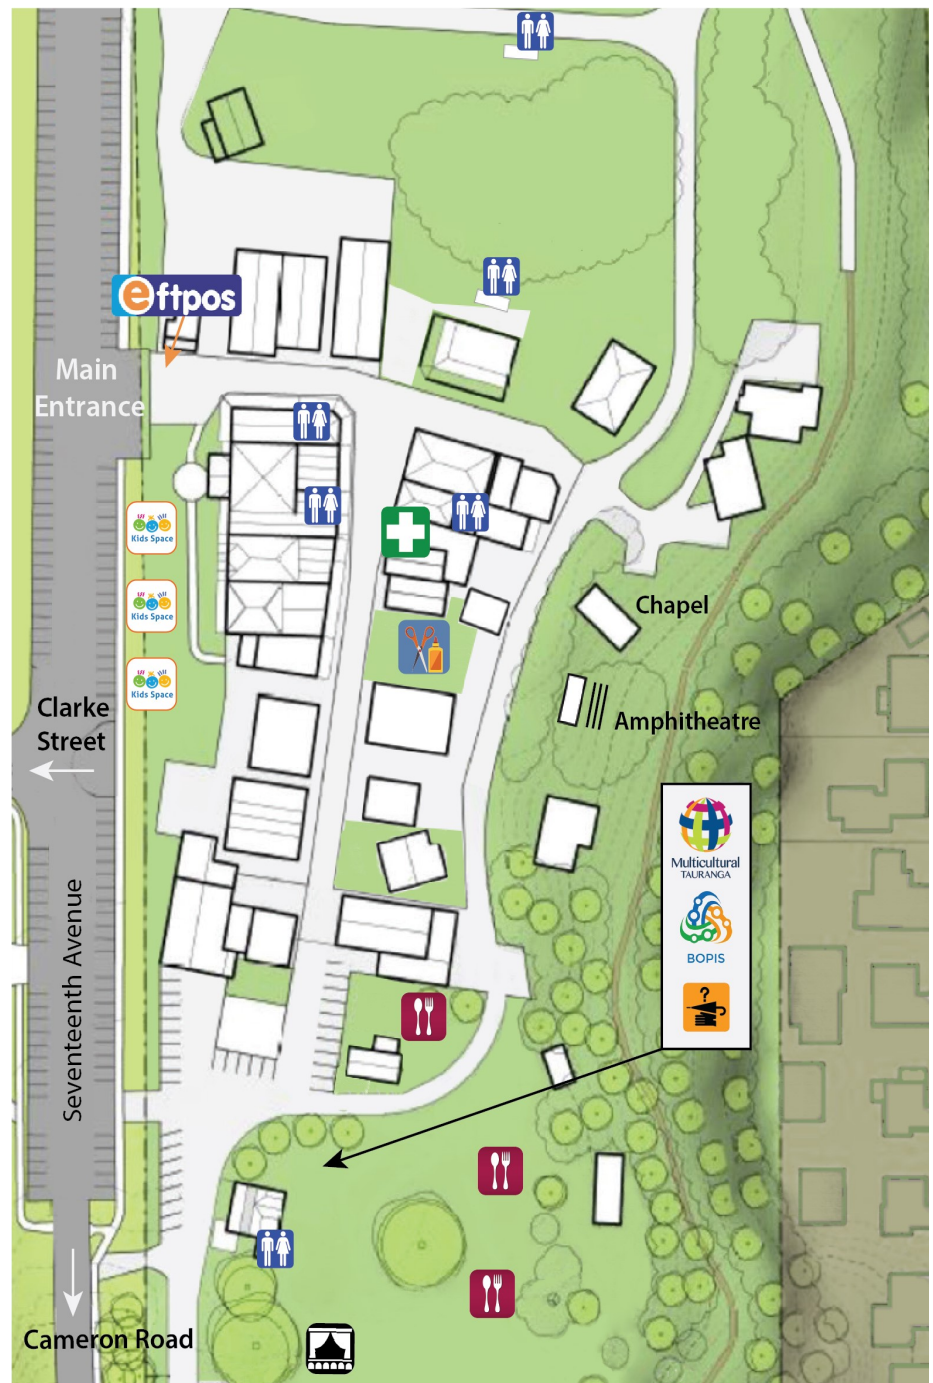 eftpos
Main
Entrance
Kids Space
Kids Space
Kids Space
Chapel
Clarke
Street
Amphitheatre
Multicultural
TAURANGA
BOPIS
?
Seventeenth Avenue
Cameron Road